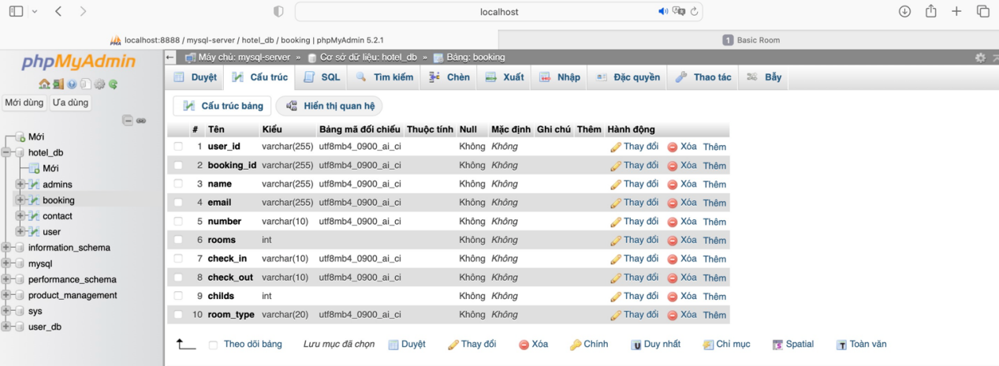 localhost
localhost:8888 / mysql-server / hotel_db / booking | phpMyAdmin 5.2.1
1 Basic Room
phpMyAdmin
Máy chủ: mysql-server » Cơ sở dữ liệu: hotel_db » Bảng: booking
Duyệt Cấu trúc SQL Tìm kiếm Chèn Xuất Nhập Đặc quyền Thao tác Bẫy
Mới dùng Ưa dùng
Cấu trúc bảng Hiển thị quan hệ
Mới
hotel_db
Mới
admins
booking
contact
user
information_schema
mysql
performance_schema
product_management
sys
user_db
# Tên Kiểu Bảng mã đối chiếu Thuộc tính Null Mặc định Ghi chú Thêm Hành động
1 user_id varchar(255) utf8mb4_0900_ai_ci Không Không Thay đổi Xóa Thêm
2 booking_id varchar(255) utf8mb4_0900_ai_ci Không Không Thay đổi Xóa Thêm
3 name varchar(255) utf8mb4_0900_ai_ci Không Không Thay đổi Xóa Thêm
4 email varchar(255) utf8mb4_0900_ai_ci Không Không Thay đổi Xóa Thêm
5 number varchar(10) utf8mb4_0900_ai_ci Không Không Thay đổi Xóa Thêm
6 rooms int Không Không Thay đổi Xóa Thêm
7 check_in varchar(10) utf8mb4_0900_ai_ci Không Không Thay đổi Xóa Thêm
8 check_out varchar(10) utf8mb4_0900_ai_ci Không Không Thay đổi Xóa Thêm
9 childs int Không Không Thay đổi Xóa Thêm
10 room_type varchar(20) utf8mb4_0900_ai_ci Không Không Thay đổi Xóa Thêm
Theo dõi bảng Lưu mục đã chọn Duyệt Thay đổi Xóa Chính Duy nhất Chỉ mục Spatial Toàn văn